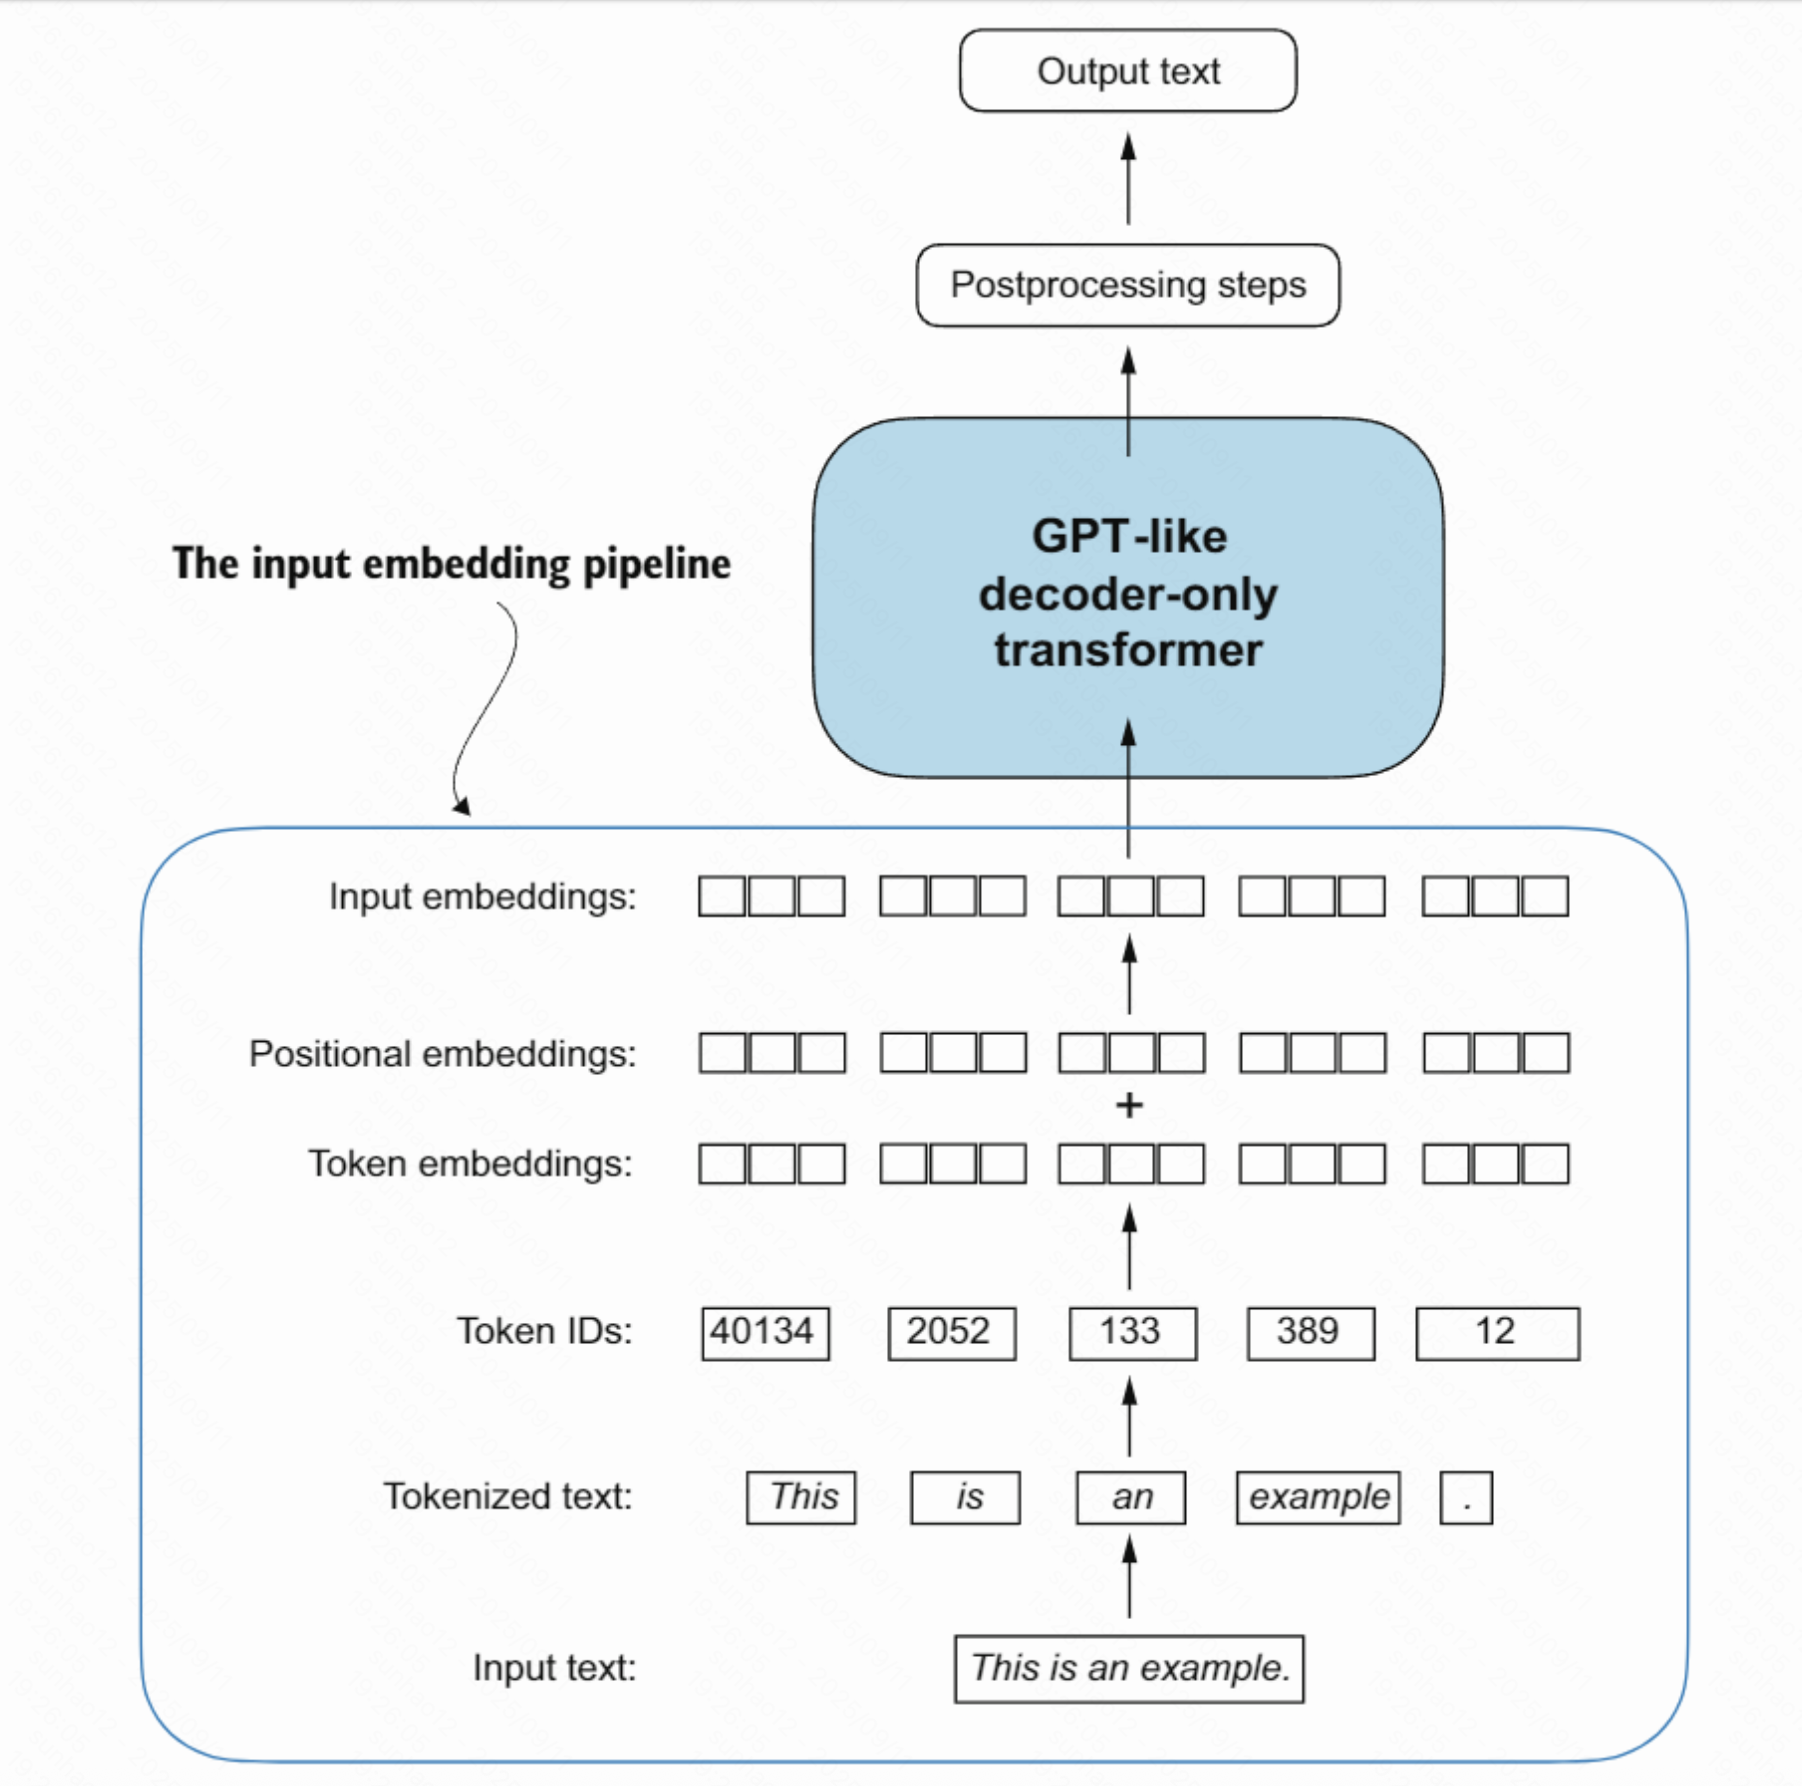 Output text
Postprocessing steps
GPT-like
decoder-only
transformer
The input embedding pipeline
Input embeddings:
Positional embeddings:
+
Token embeddings:
Token IDs: 40134 2052 133 389 12
Tokenized text: This is an example .
Input text: This is an example.